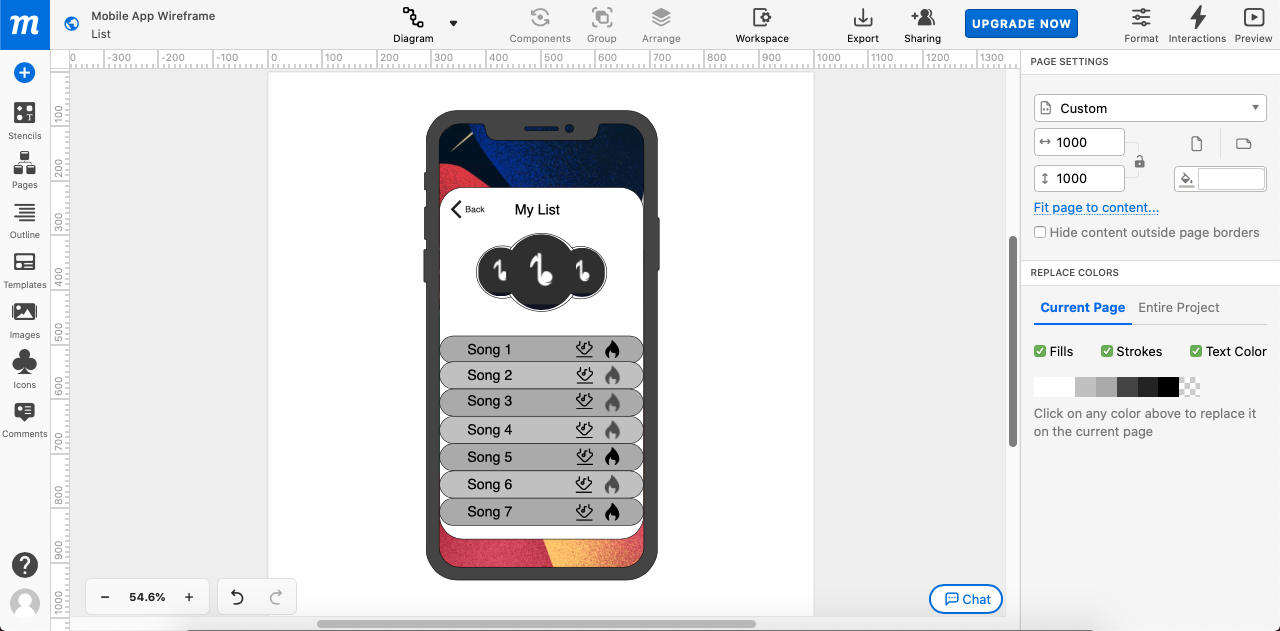 m
Mobile App Wireframe
List
Diagram
Components
Group
Arrange
Workspace
Export
Sharing
UPGRADE NOW
Format
Interactions
Preview
0 -300 -200 -100 0 100 200 300 400 500 600 700 800 900 1000 1100 1200 1300
100
200
300
400
500
600
700
800
900
1000
Stencils
Pages
Outline
Templates
Images
Icons
Comments
?
Back
My List
Song 1
Song 2
Song 3
Song 4
Song 5
Song 6
Song 7
− 54.6% +
Chat
PAGE SETTINGS
Custom
1000
1000
Fit page to content...
Hide content outside page borders
REPLACE COLORS
Current Page Entire Project
Fills Strokes Text Color
Click on any color above to replace it
on the current page